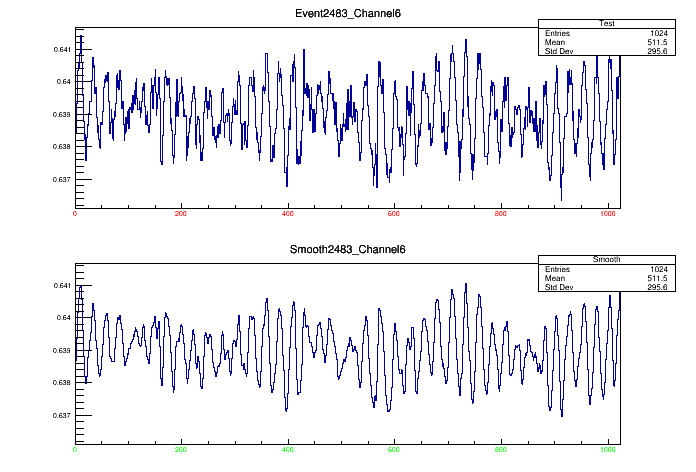 Event2483_Channel6
Test
Entries 1024
Mean 511.5
Std Dev 295.6
0.641
0.64
0.639
0.638
0.637
0 200 400 600 800 1000
Smooth2483_Channel6
Smooth
Entries 1024
Mean 511.5
Std Dev 295.6
0.641
0.64
0.639
0.638
0.637
0 200 400 600 800 1000